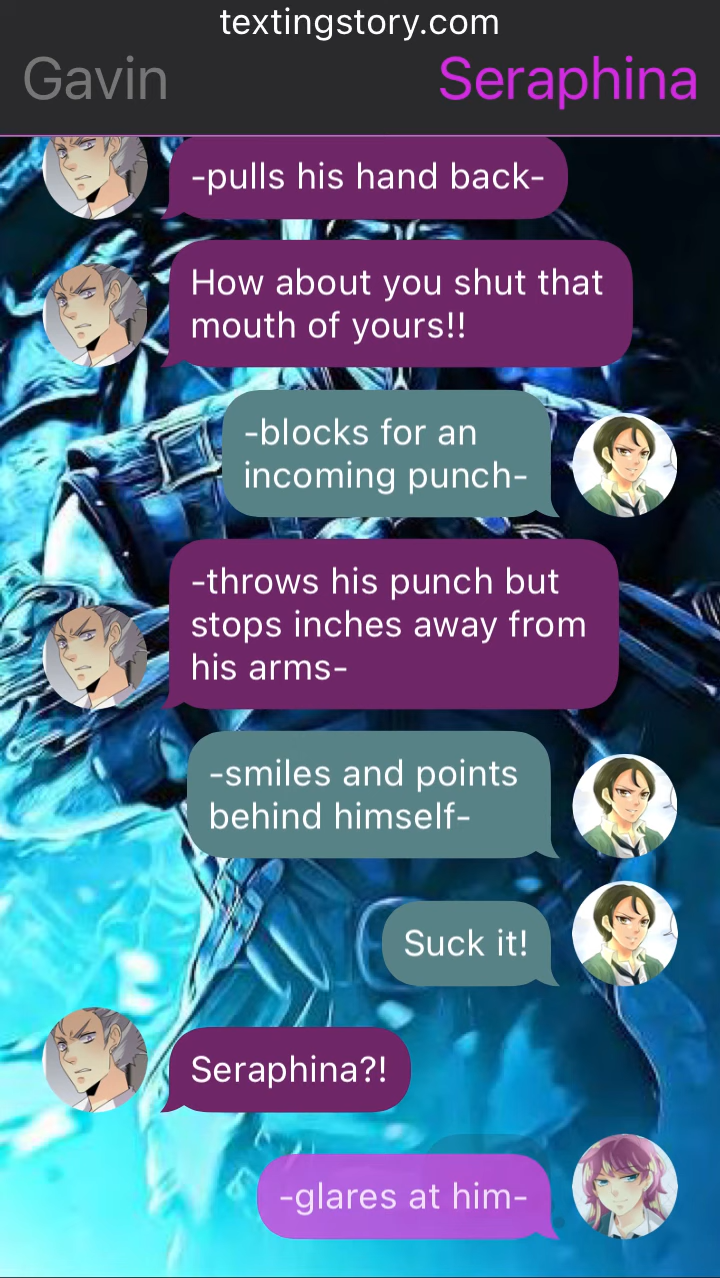 textingstory.com
Gavin
Seraphina
-pulls his hand back-
How about you shut that
mouth of yours!!
-blocks for an
incoming punch-
-throws his punch but
stops inches away from
his arms-
-smiles and points
behind himself-
Suck it!
Seraphina?!
-glares at him-